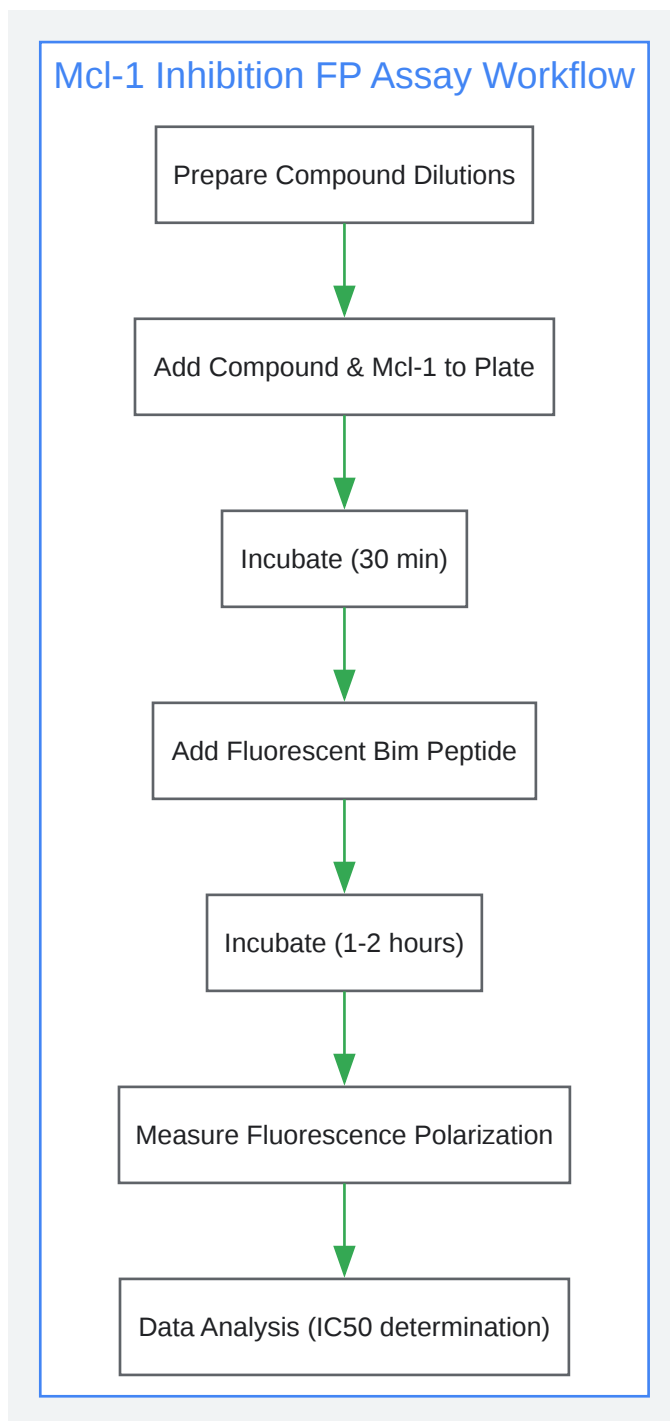 Mcl-1 Inhibition FP Assay Workflow
Prepare Compound Dilutions
Add Compound & Mcl-1 to Plate
Incubate (30 min)
Add Fluorescent Bim Peptide
Incubate (1-2 hours)
Measure Fluorescence Polarization
Data Analysis (IC50 determination)